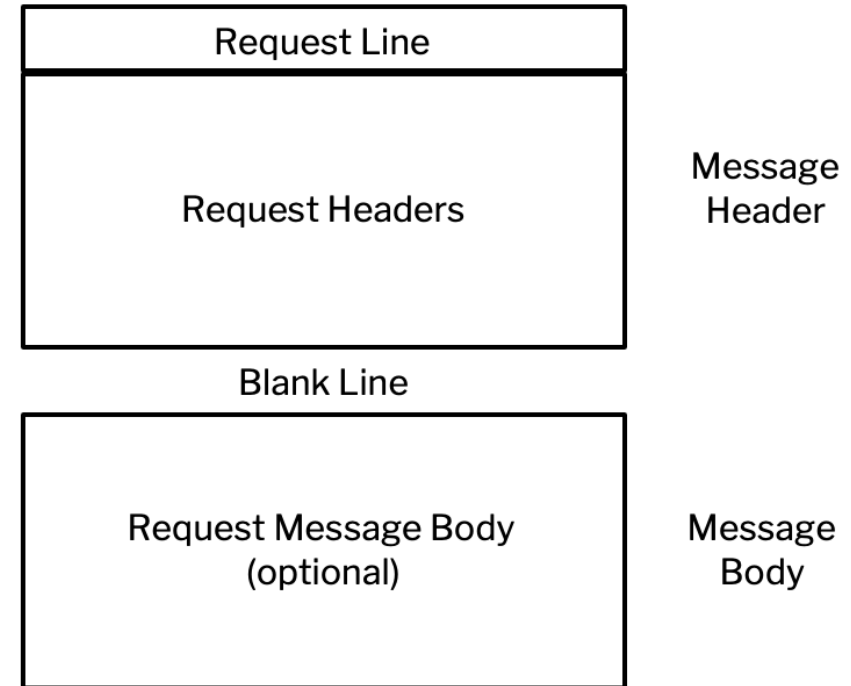 Request Line
Request Headers
Message
Header
Blank Line
Request Message Body
(optional)
Message
Body